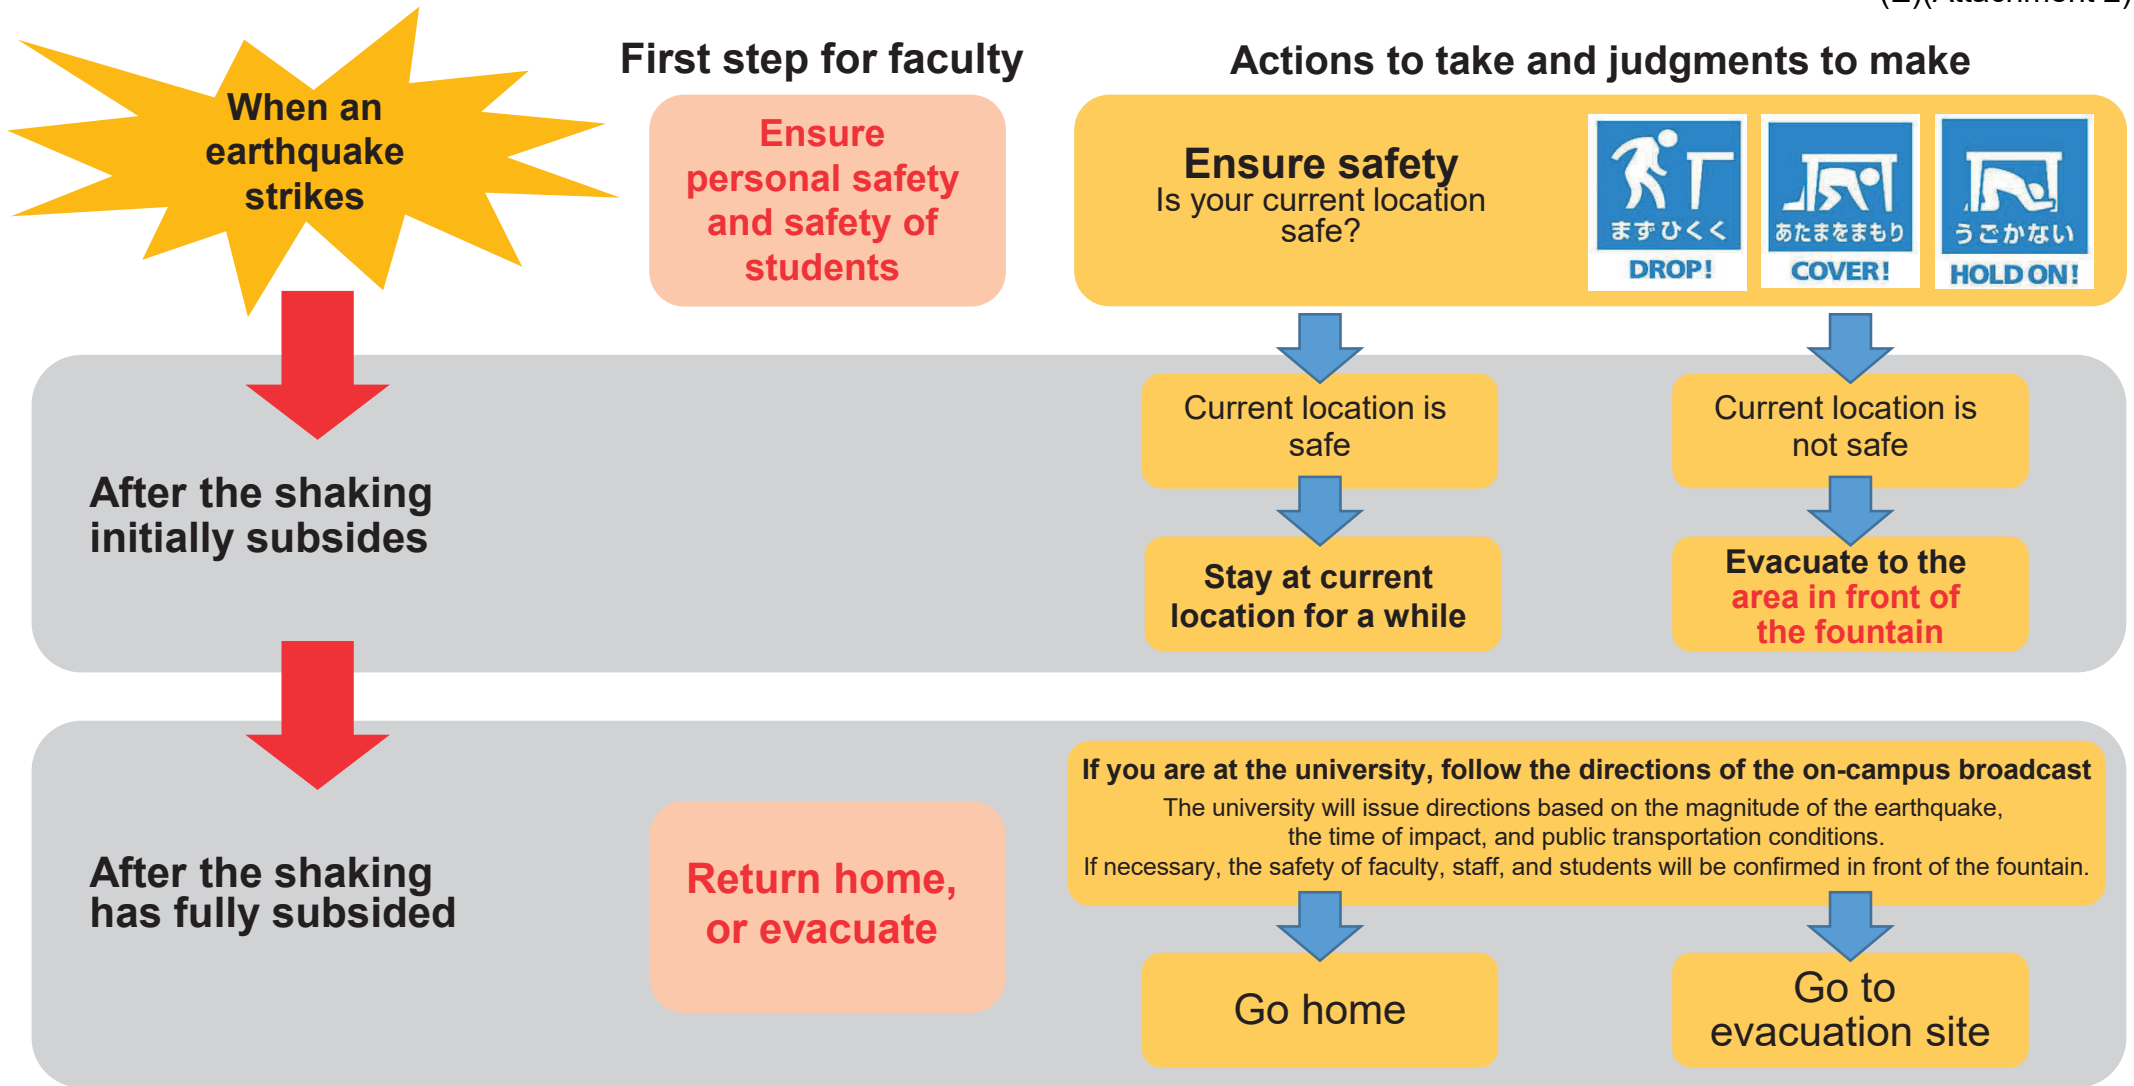 First step for faculty
Actions to take and judgments to make
When an
earthquake
strikes
Ensure
personal safety
and safety of
students
Ensure safety
Is your current location
safe?
まずひくく
DROP!
あたまをまもり
COVER!
うごかない
HOLD ON!
After the shaking
initially subsides
Current location is
safe
Current location is
not safe
Stay at current
location for a while
Evacuate to the
area in front of
the fountain
After the shaking
has fully subsided
Return home,
or evacuate
If you are at the university, follow the directions of the on-campus broadcast
The university will issue directions based on the magnitude of the earthquake,
the time of impact, and public transportation conditions.
If necessary, the safety of faculty, staff, and students will be confirmed in front of the fountain.
Go home
Go to
evacuation site